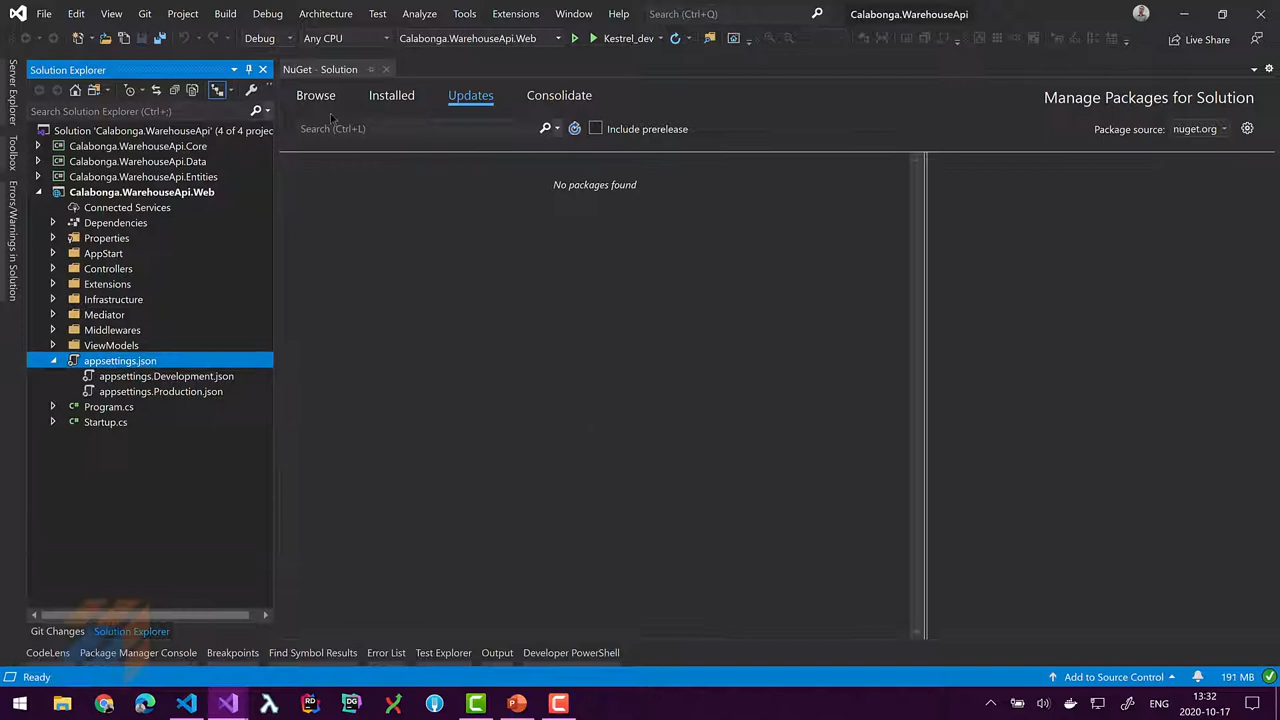 File Edit View Git Project Build Debug Architecture Test Analyze Tools Extensions Window Help Search (Ctrl+Q) Calabonga.WarehouseApi
Debug Any CPU Calabonga.WarehouseApi.Web Kestrel_dev Live Share
Server Explorer
Toolbox
Errors/Warnings in Solution
Solution Explorer
Search Solution Explorer (Ctrl+;)
Solution 'Calabonga.WarehouseApi' (4 of 4 projec
Calabonga.WarehouseApi.Core
Calabonga.WarehouseApi.Data
Calabonga.WarehouseApi.Entities
Calabonga.WarehouseApi.Web
Connected Services
Dependencies
Properties
AppStart
Controllers
Extensions
Infrastructure
Mediator
Middlewares
ViewModels
appsettings.json
appsettings.Development.json
appsettings.Production.json
Program.cs
Startup.cs
Git Changes Solution Explorer
NuGet - Solution
Browse Installed Updates Consolidate
Manage Packages for Solution
Search (Ctrl+L) Include prerelease Package source: nuget.org
No packages found
CodeLens Package Manager Console Breakpoints Find Symbol Results Error List Test Explorer Output Developer PowerShell
Ready Add to Source Control 191 MB
RD DG ENG 13:32
2020-10-17